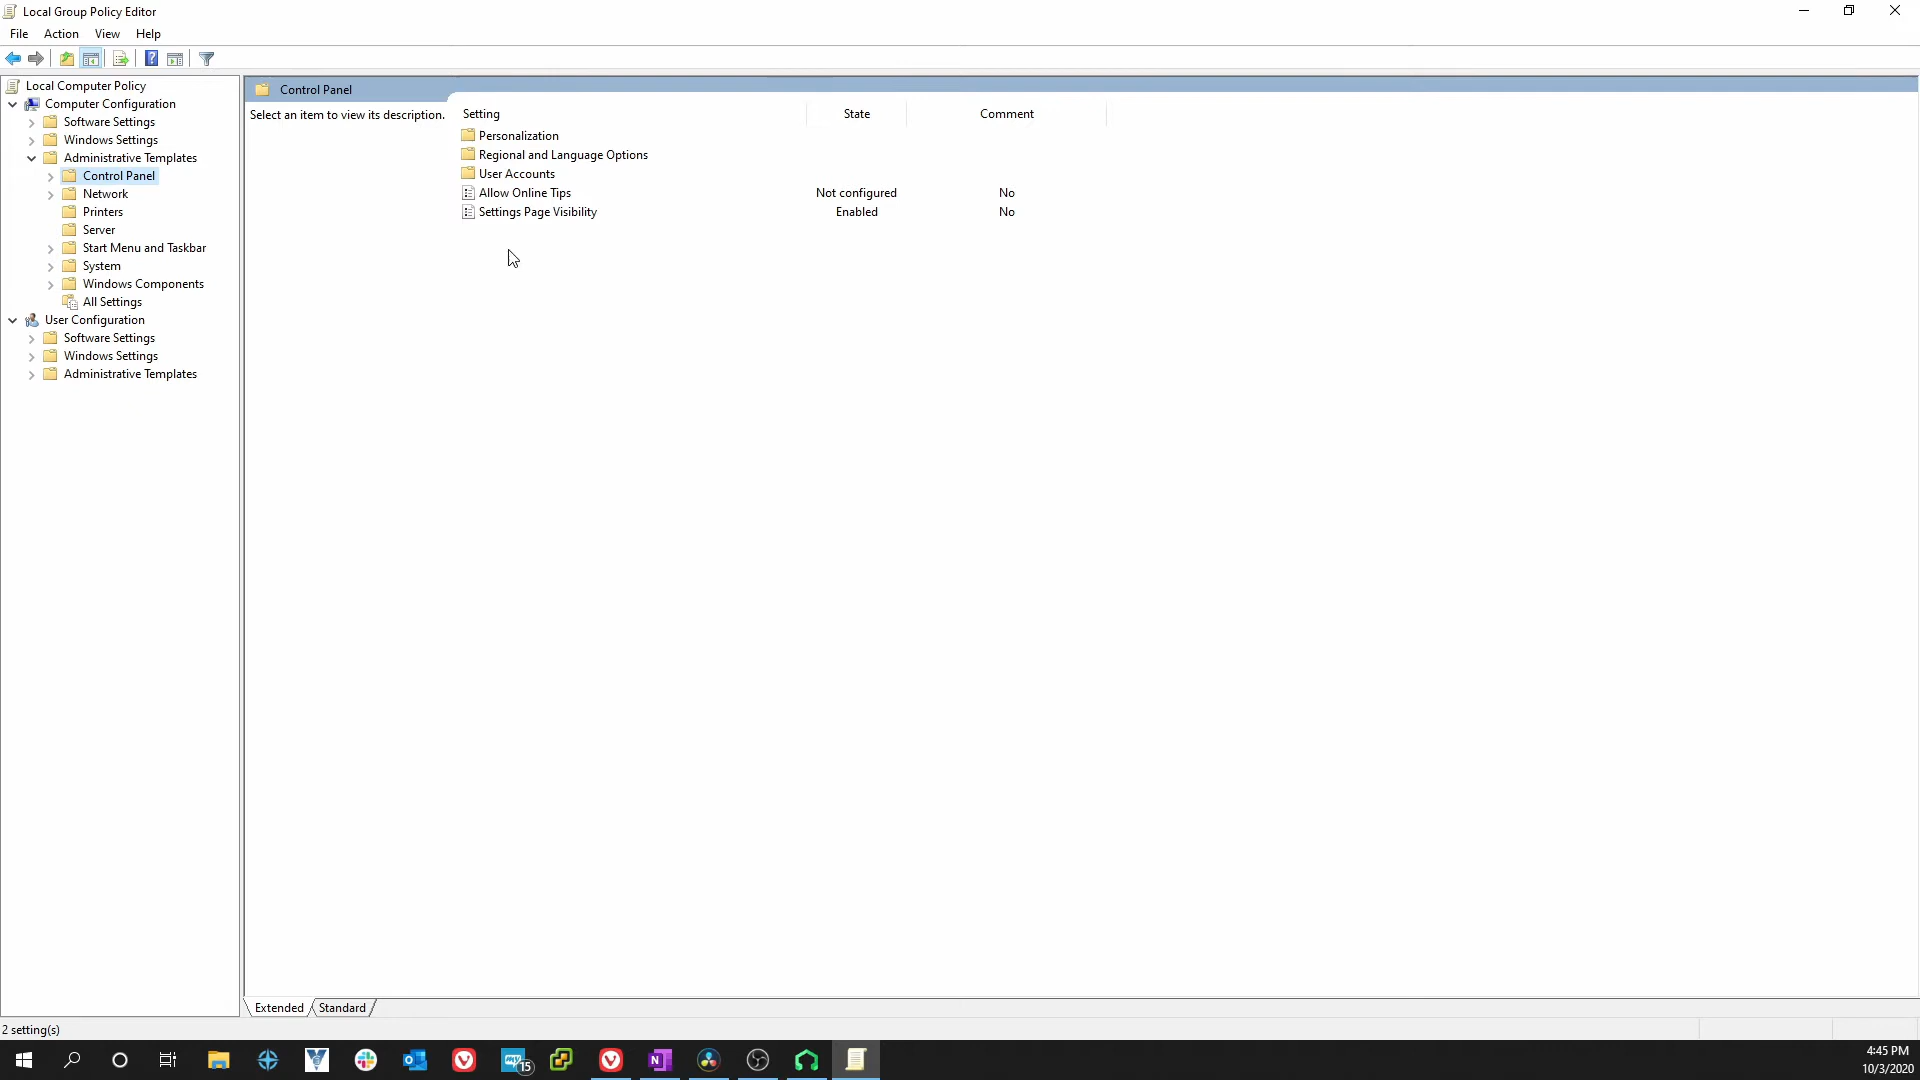 Local Group Policy Editor
File Action View Help
Local Computer Policy
Computer Configuration
Software Settings
Windows Settings
Administrative Templates
Control Panel
Network
Printers
Server
Start Menu and Taskbar
System
Windows Components
All Settings
User Configuration
Software Settings
Windows Settings
Administrative Templates
Control Panel
Select an item to view its description.
Setting State Comment
Personalization
Regional and Language Options
User Accounts
Allow Online Tips Not configured No
Settings Page Visibility Enabled No
Extended Standard
2 setting(s)
15
4:45 PM
10/3/2020